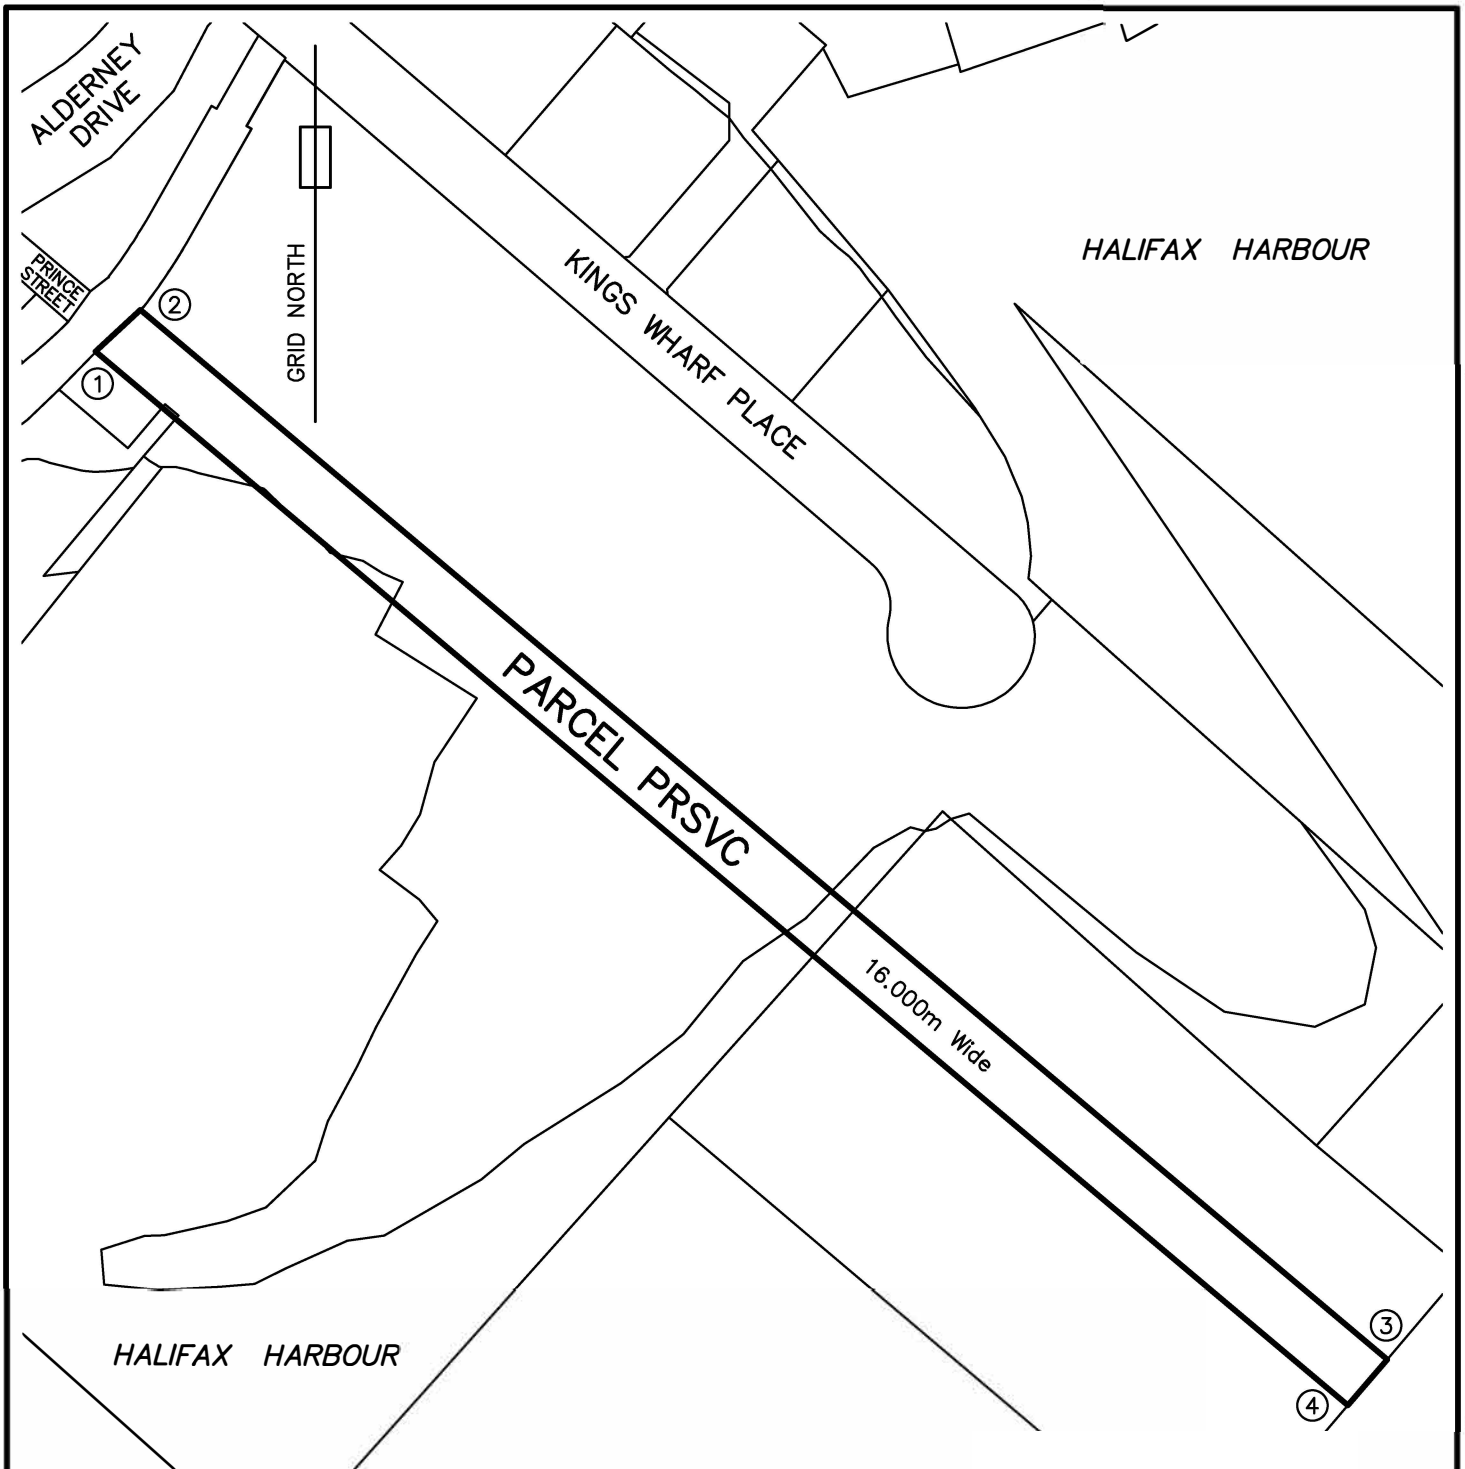 ALDERNEY
DRIVE
PRINCE
STREET
②
①
GRID NORTH
KINGS WHARF PLACE
HALIFAX HARBOUR
PARCEL PRSVC
16.000m Wide
HALIFAX HARBOUR
③
④